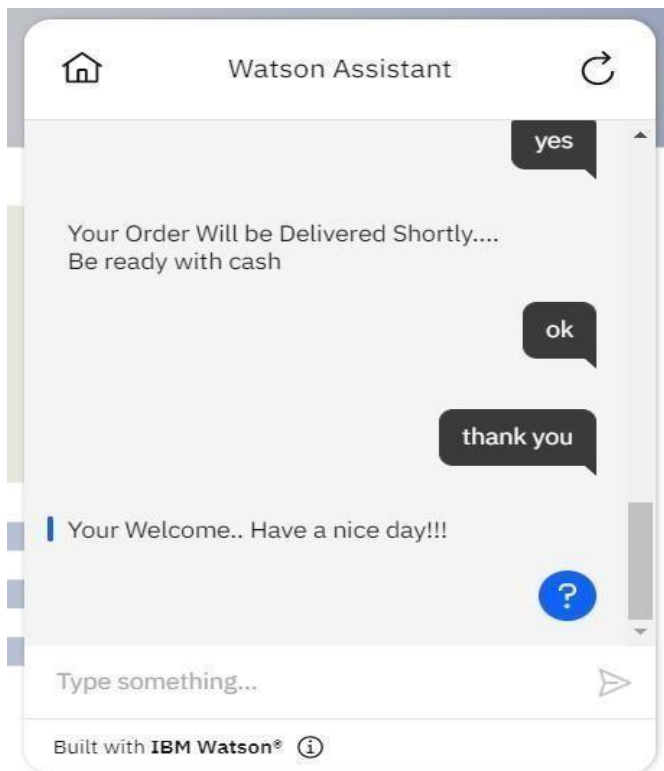 Watson Assistant
yes
Your Order Will be Delivered Shortly....
Be ready with cash
ok
thank you
Your Welcome.. Have a nice day!!!
?
Type something...
Built with IBM Watson®